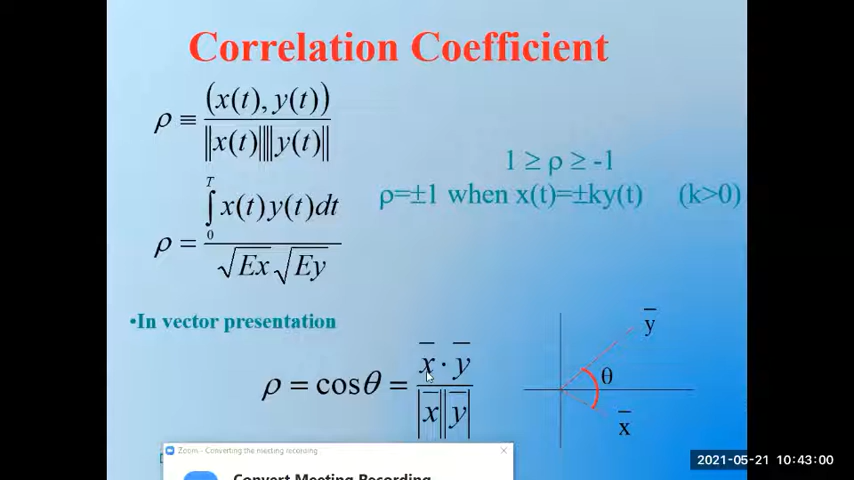 Correlation Coefficient
ρ ≡ (x(t), y(t)) / ‖x(t)‖‖y(t)‖
1 ≥ ρ ≥ -1
ρ=±1 when x(t)=±ky(t) (k>0)
ρ = ∫₀ᵀ x(t)y(t)dt / √Ex √Ey
•In vector presentation
ρ = cosθ = x̅ · y̅ / |x̅||y̅|
y̅
θ
x̅
Zoom - Converting the meeting recording
Convert Meeting Recording
2021-05-21 10:43:00